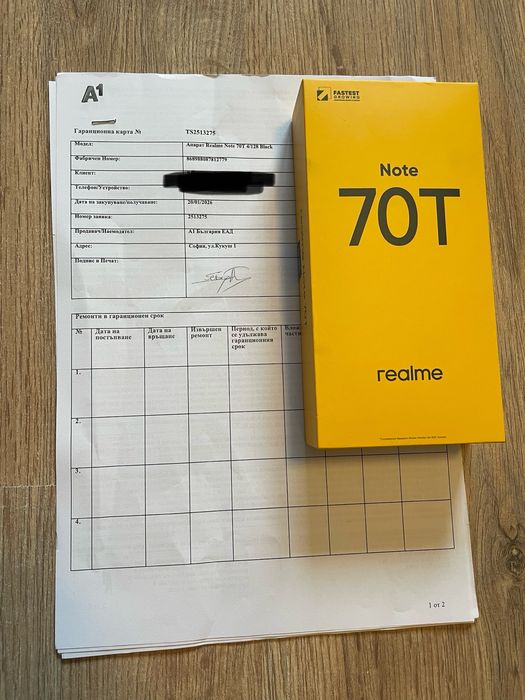 A1
Гаранционна карта № TS2513275
Модел: Апарат Realme Note 70T 4/128 Black
Фабричен Номер: 868988087812779
Клиент:
Телефон/Устройство:
Дата на закупуване/получаване: 20/01/2026
Номер заявка: 2513275
Продавач/Наемодател: А1 България ЕАД
Адрес: София, ул.Кукуш 1
Подпис и Печат:
Ремонти в гаранционен срок
№ Дата на постъпване Дата на връщане Извършен ремонт Период, с който се удължава гаранционния срок
1.
2.
3.
4.
1 от 2
FASTEST
GROWING
Note
70T
realme